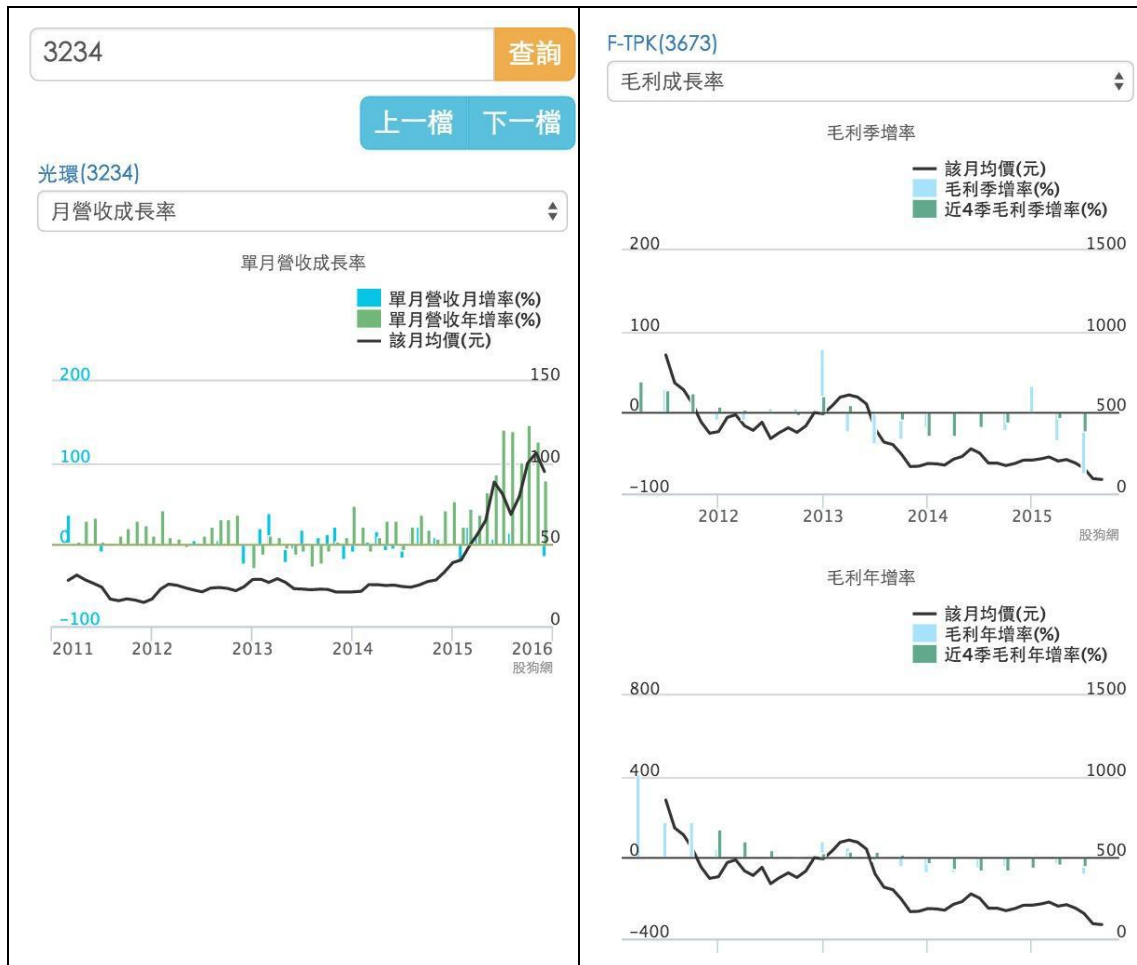 3234
查詢
上一檔 下一檔
光環(3234)
月營收成長率
單月營收成長率
單月營收月增率(%)
單月營收年增率(%)
該月均價(元)
200 150
100 100
0 50
-100 0
2011 2012 2013 2014 2015 2016
股狗網
F-TPK(3673)
毛利成長率
毛利季增率
該月均價(元)
毛利季增率(%)
近4季毛利季增率(%)
200 1500
100 1000
0 500
-100 0
2012 2013 2014 2015
股狗網
毛利年增率
該月均價(元)
毛利年增率(%)
近4季毛利年增率(%)
800 1500
400 1000
0 500
-400 0